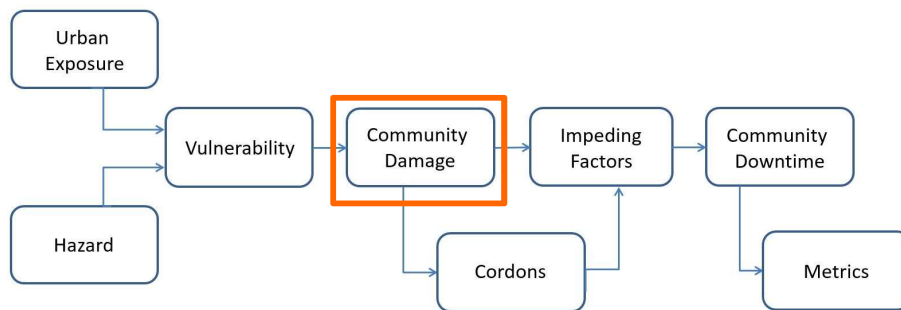 Urban
Exposure
Vulnerability
Hazard
Community
Damage
Cordons
Impeding
Factors
Community
Downtime
Metrics